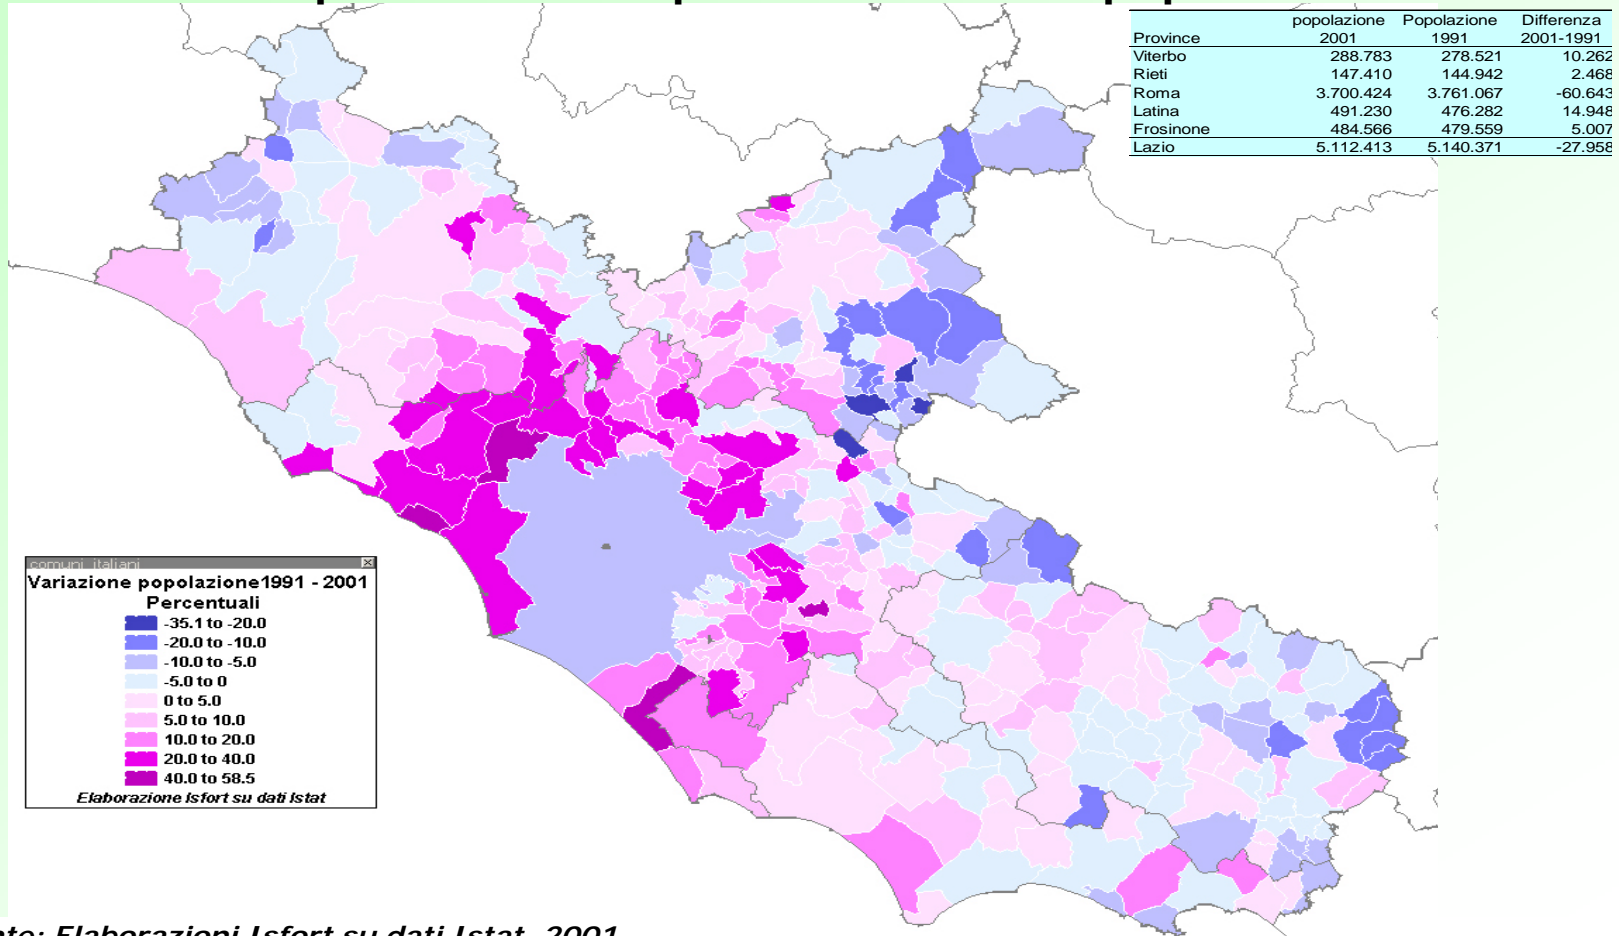 popolazione Popolazione Differenza
Province 2001 1991 2001-1991
Viterbo 288.783 278.521 10.262
Rieti 147.410 144.942 2.468
Roma 3.700.424 3.761.067 -60.643
Latina 491.230 476.282 14.948
Frosinone 484.566 479.559 5.007
Lazio 5.112.413 5.140.371 -27.958
comuni italiani
Variazione popolazione1991 - 2001
Percentuali
-35.1 to -20.0
-20.0 to -10.0
-10.0 to -5.0
-5.0 to 0
0 to 5.0
5.0 to 10.0
10.0 to 20.0
20.0 to 40.0
40.0 to 58.5
Elaborazione Isfort su dati Istat
Elaborazioni Isfort su dati Istat, 2001